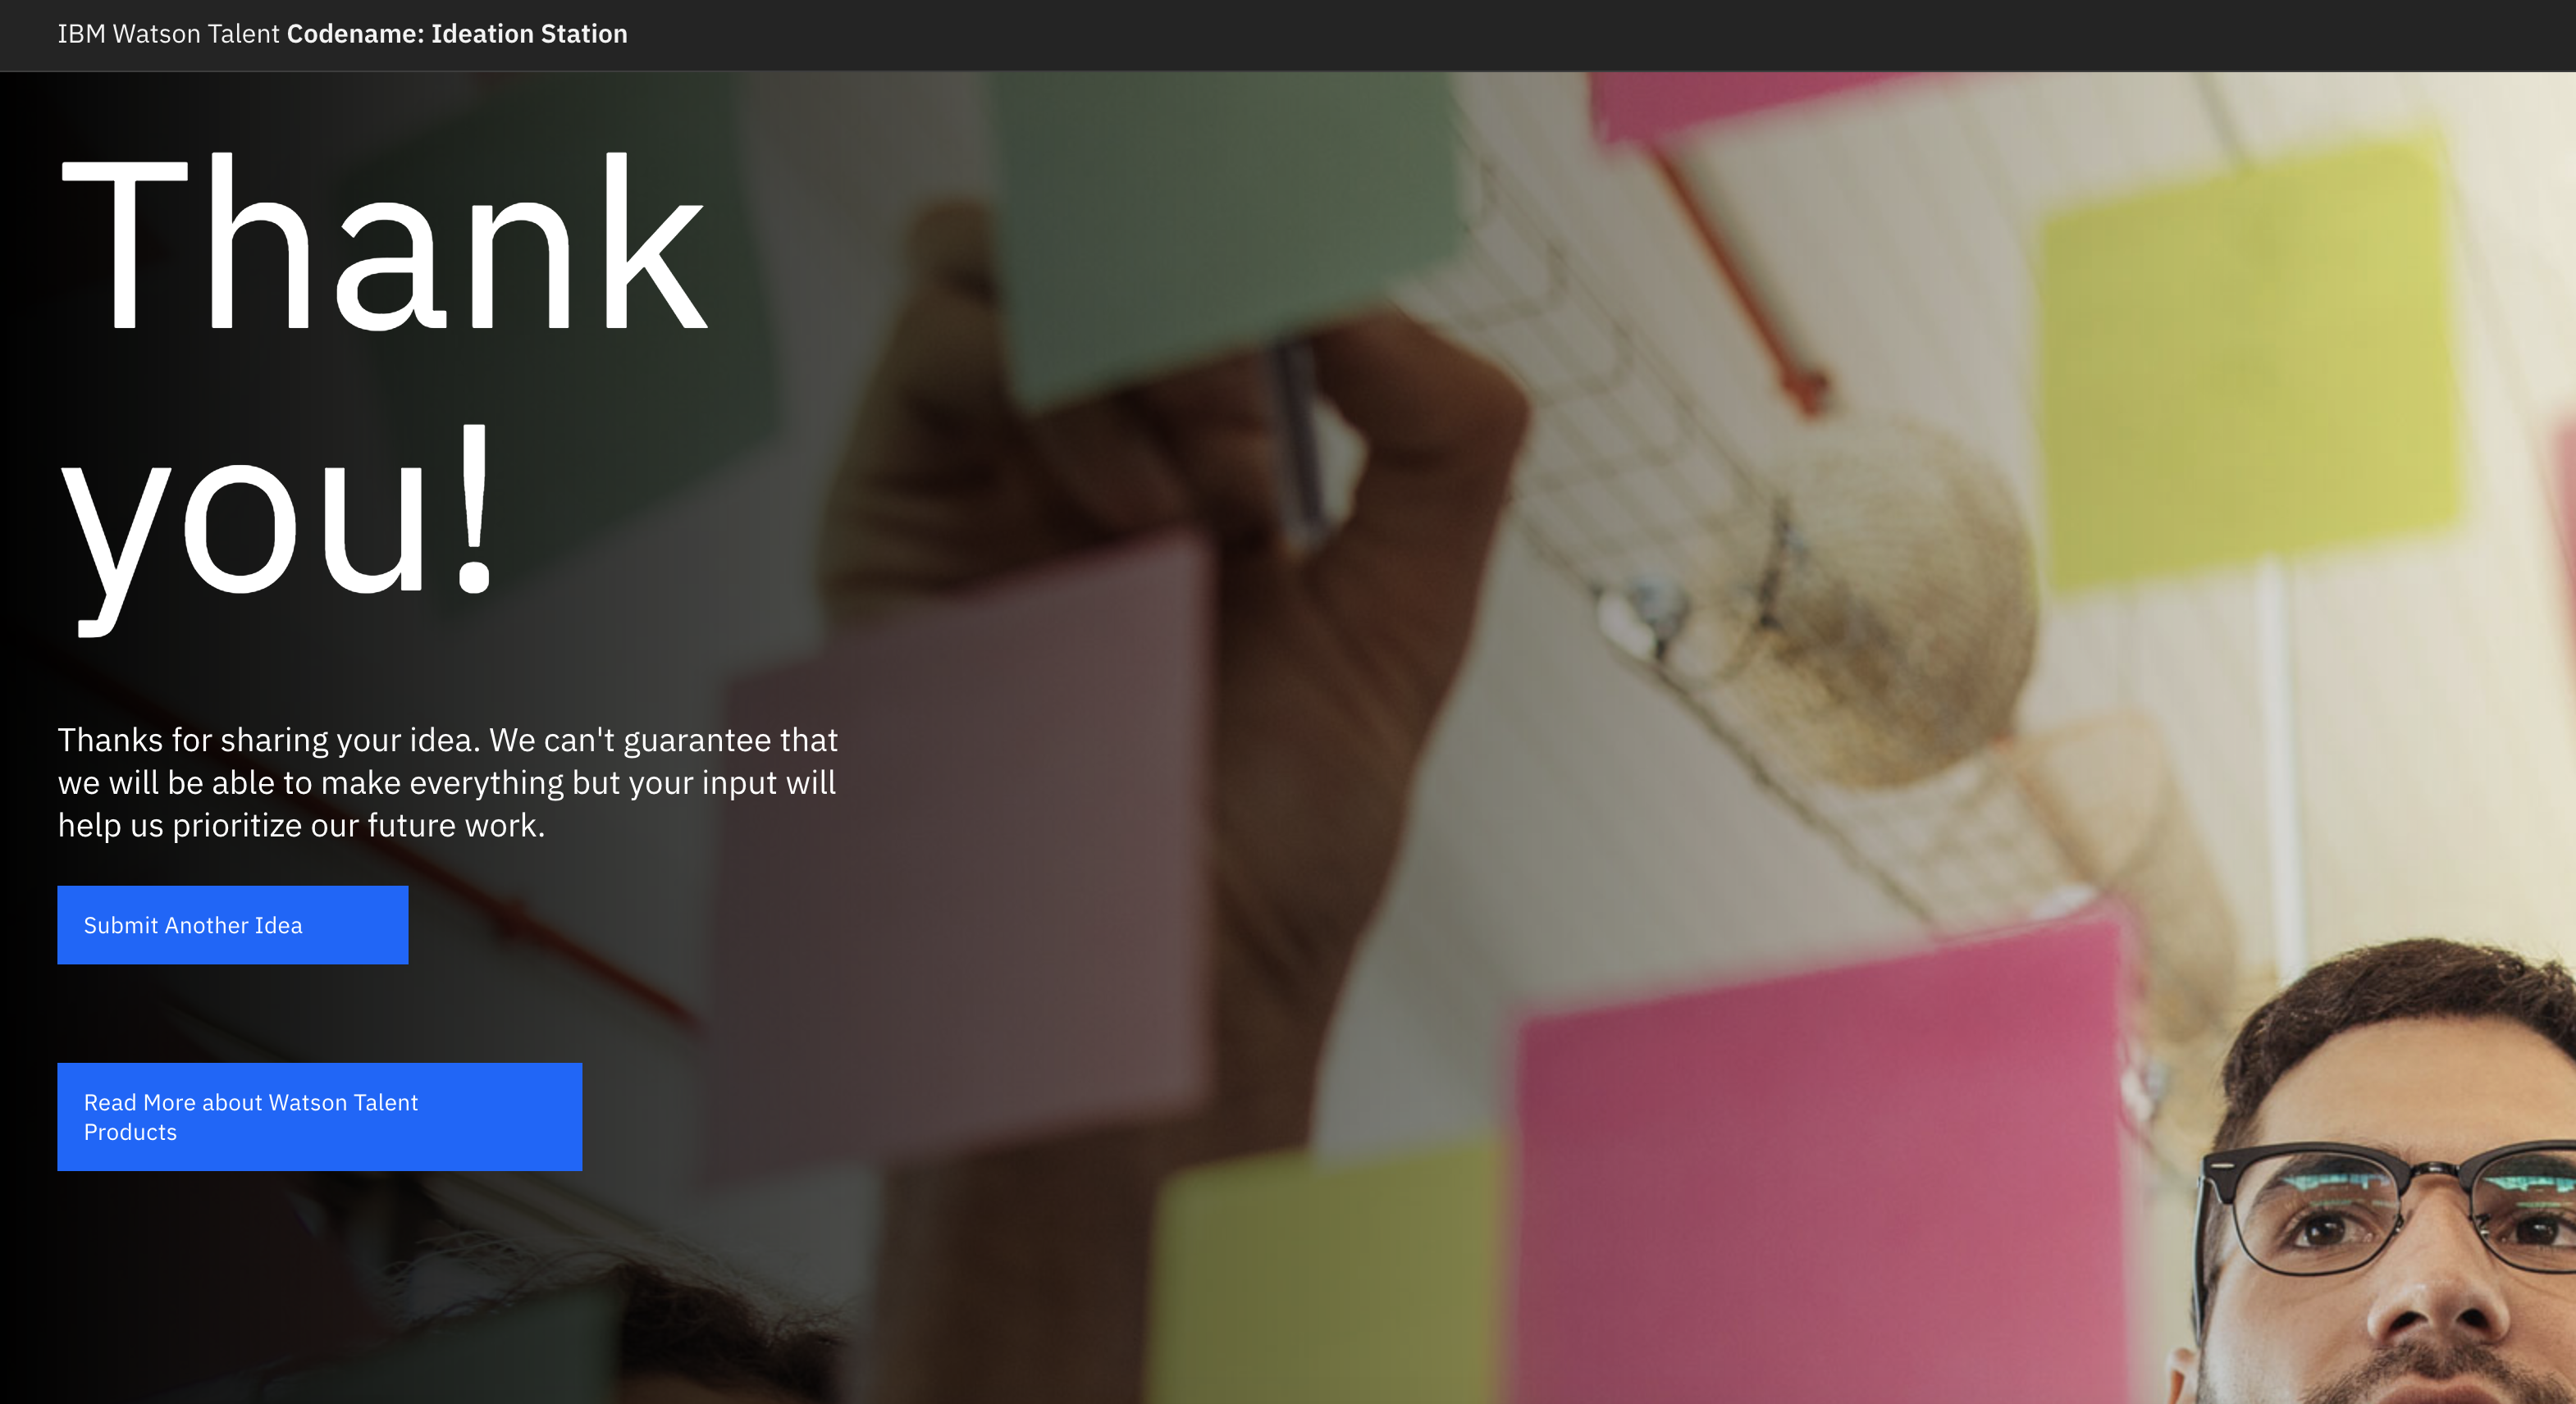 IBM Watson Talent Codename: Ideation Station
Thank
you!
Thanks for sharing your idea. We can't guarantee that
we will be able to make everything but your input will
help us prioritize our future work.
Submit Another Idea
Read More about Watson Talent
Products